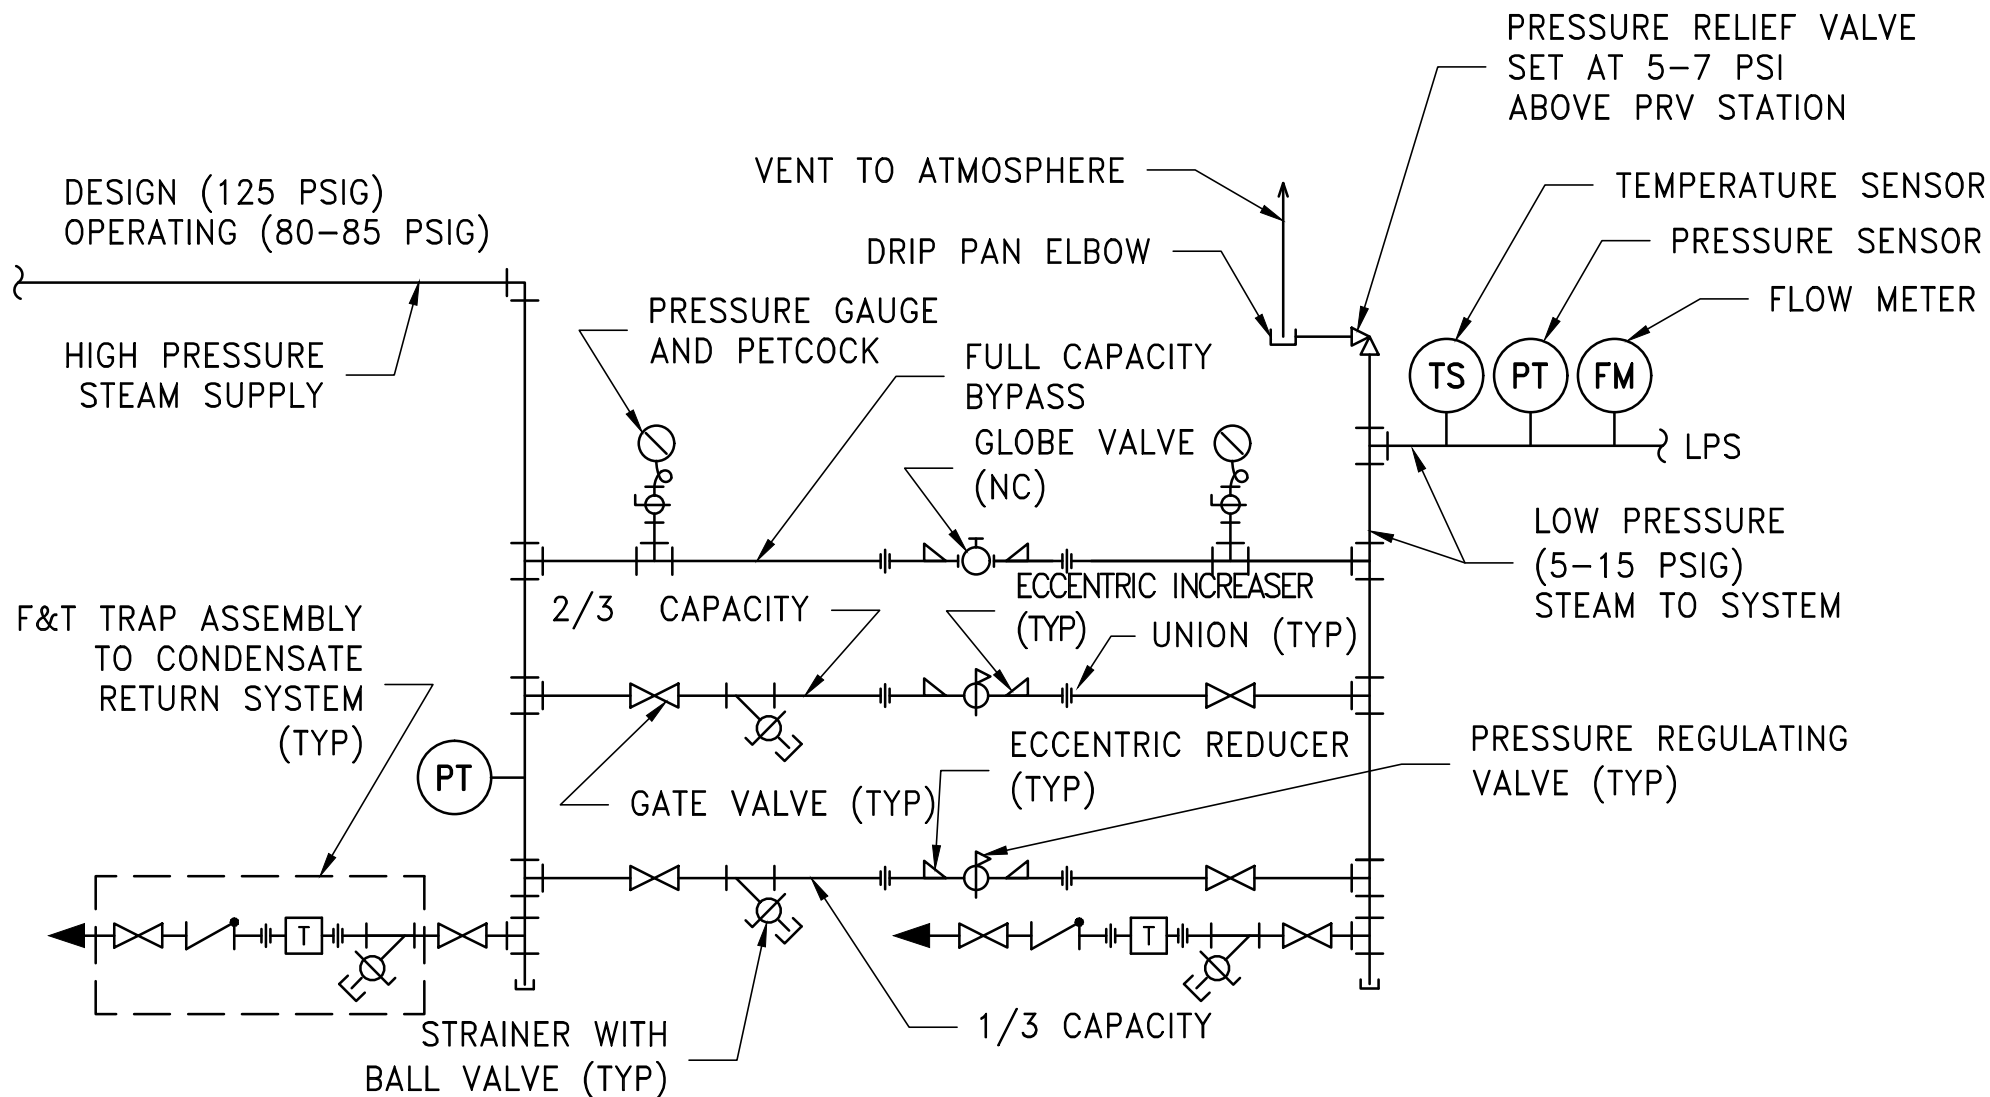 PRESSURE RELIEF VALVE
SET AT 5-7 PSI
ABOVE PRV STATION
VENT TO ATMOSPHERE
TEMPERATURE SENSOR
DESIGN (125 PSIG)
OPERATING (80-85 PSIG)
DRIP PAN ELBOW
PRESSURE SENSOR
FLOW METER
PRESSURE GAUGE
AND PETCOCK
HIGH PRESSURE
STEAM SUPPLY
FULL CAPACITY
BYPASS
TS
PT
FM
GLOBE VALVE
(NC)
LPS
LOW PRESSURE
(5-15 PSIG)
STEAM TO SYSTEM
2/3 CAPACITY
ECCENTRIC INCREASER
(TYP)
UNION (TYP)
F&T TRAP ASSEMBLY
TO CONDENSATE
RETURN SYSTEM
(TYP)
PT
GATE VALVE (TYP)
ECCENTRIC REDUCER
(TYP)
PRESSURE REGULATING
VALVE (TYP)
T
T
STRAINER WITH
BALL VALVE (TYP)
1/3 CAPACITY